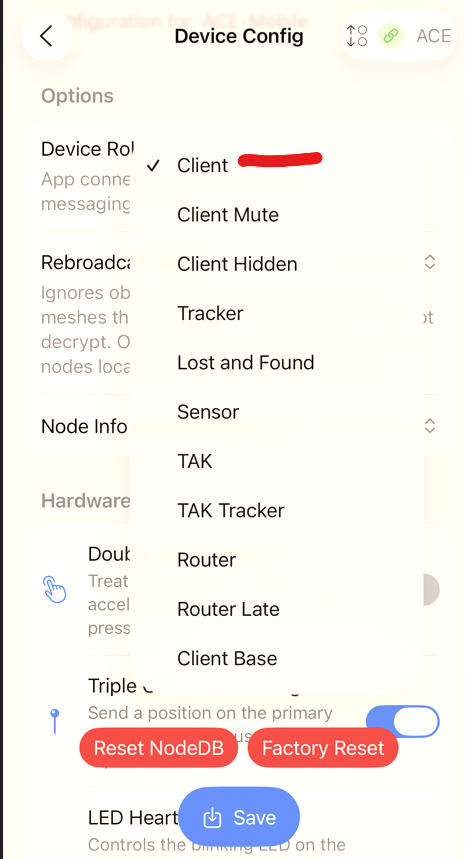 Configuration for: ACE-Mobile
Device Config
ACE
Options
Device Rol
App conne
messaging
Client
Client Mute
Client Hidden
Tracker
Lost and Found
Sensor
TAK
TAK Tracker
Router
Router Late
Client Base
Rebroadca
Ignores ob
meshes th
pt
decrypt. O
nodes loca
Node Info
Hardware
Doub
Treat
accel
press
Triple
Send a position on the primary
us
Reset NodeDB
Factory Reset
LED Heart
Save
Controls the blinking LED on the